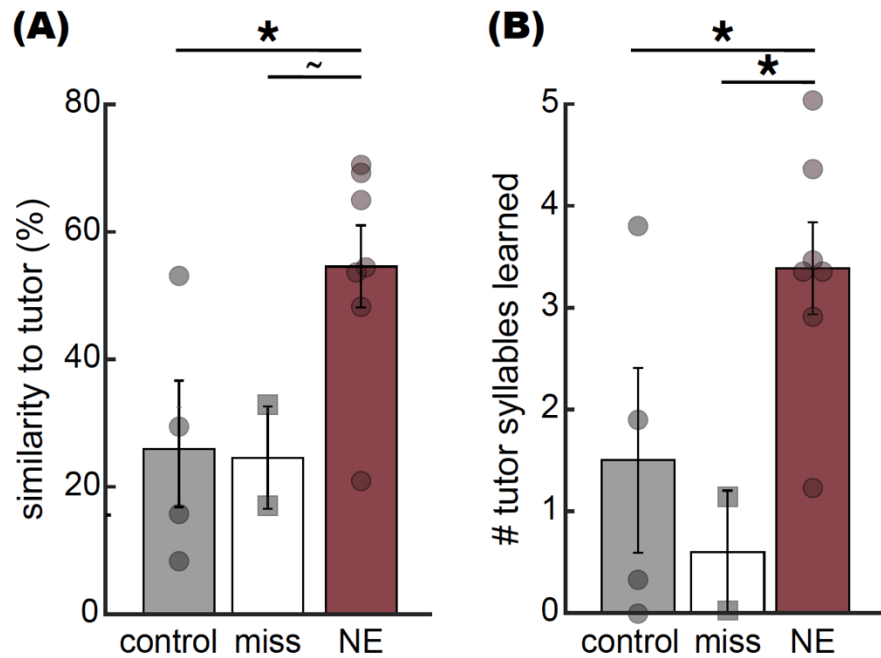 (A)
*
~
similarity to tutor (%)
80
60
40
20
0
control miss NE
(B)
*
*
# tutor syllables learned
5
4
3
2
1
0
control miss NE